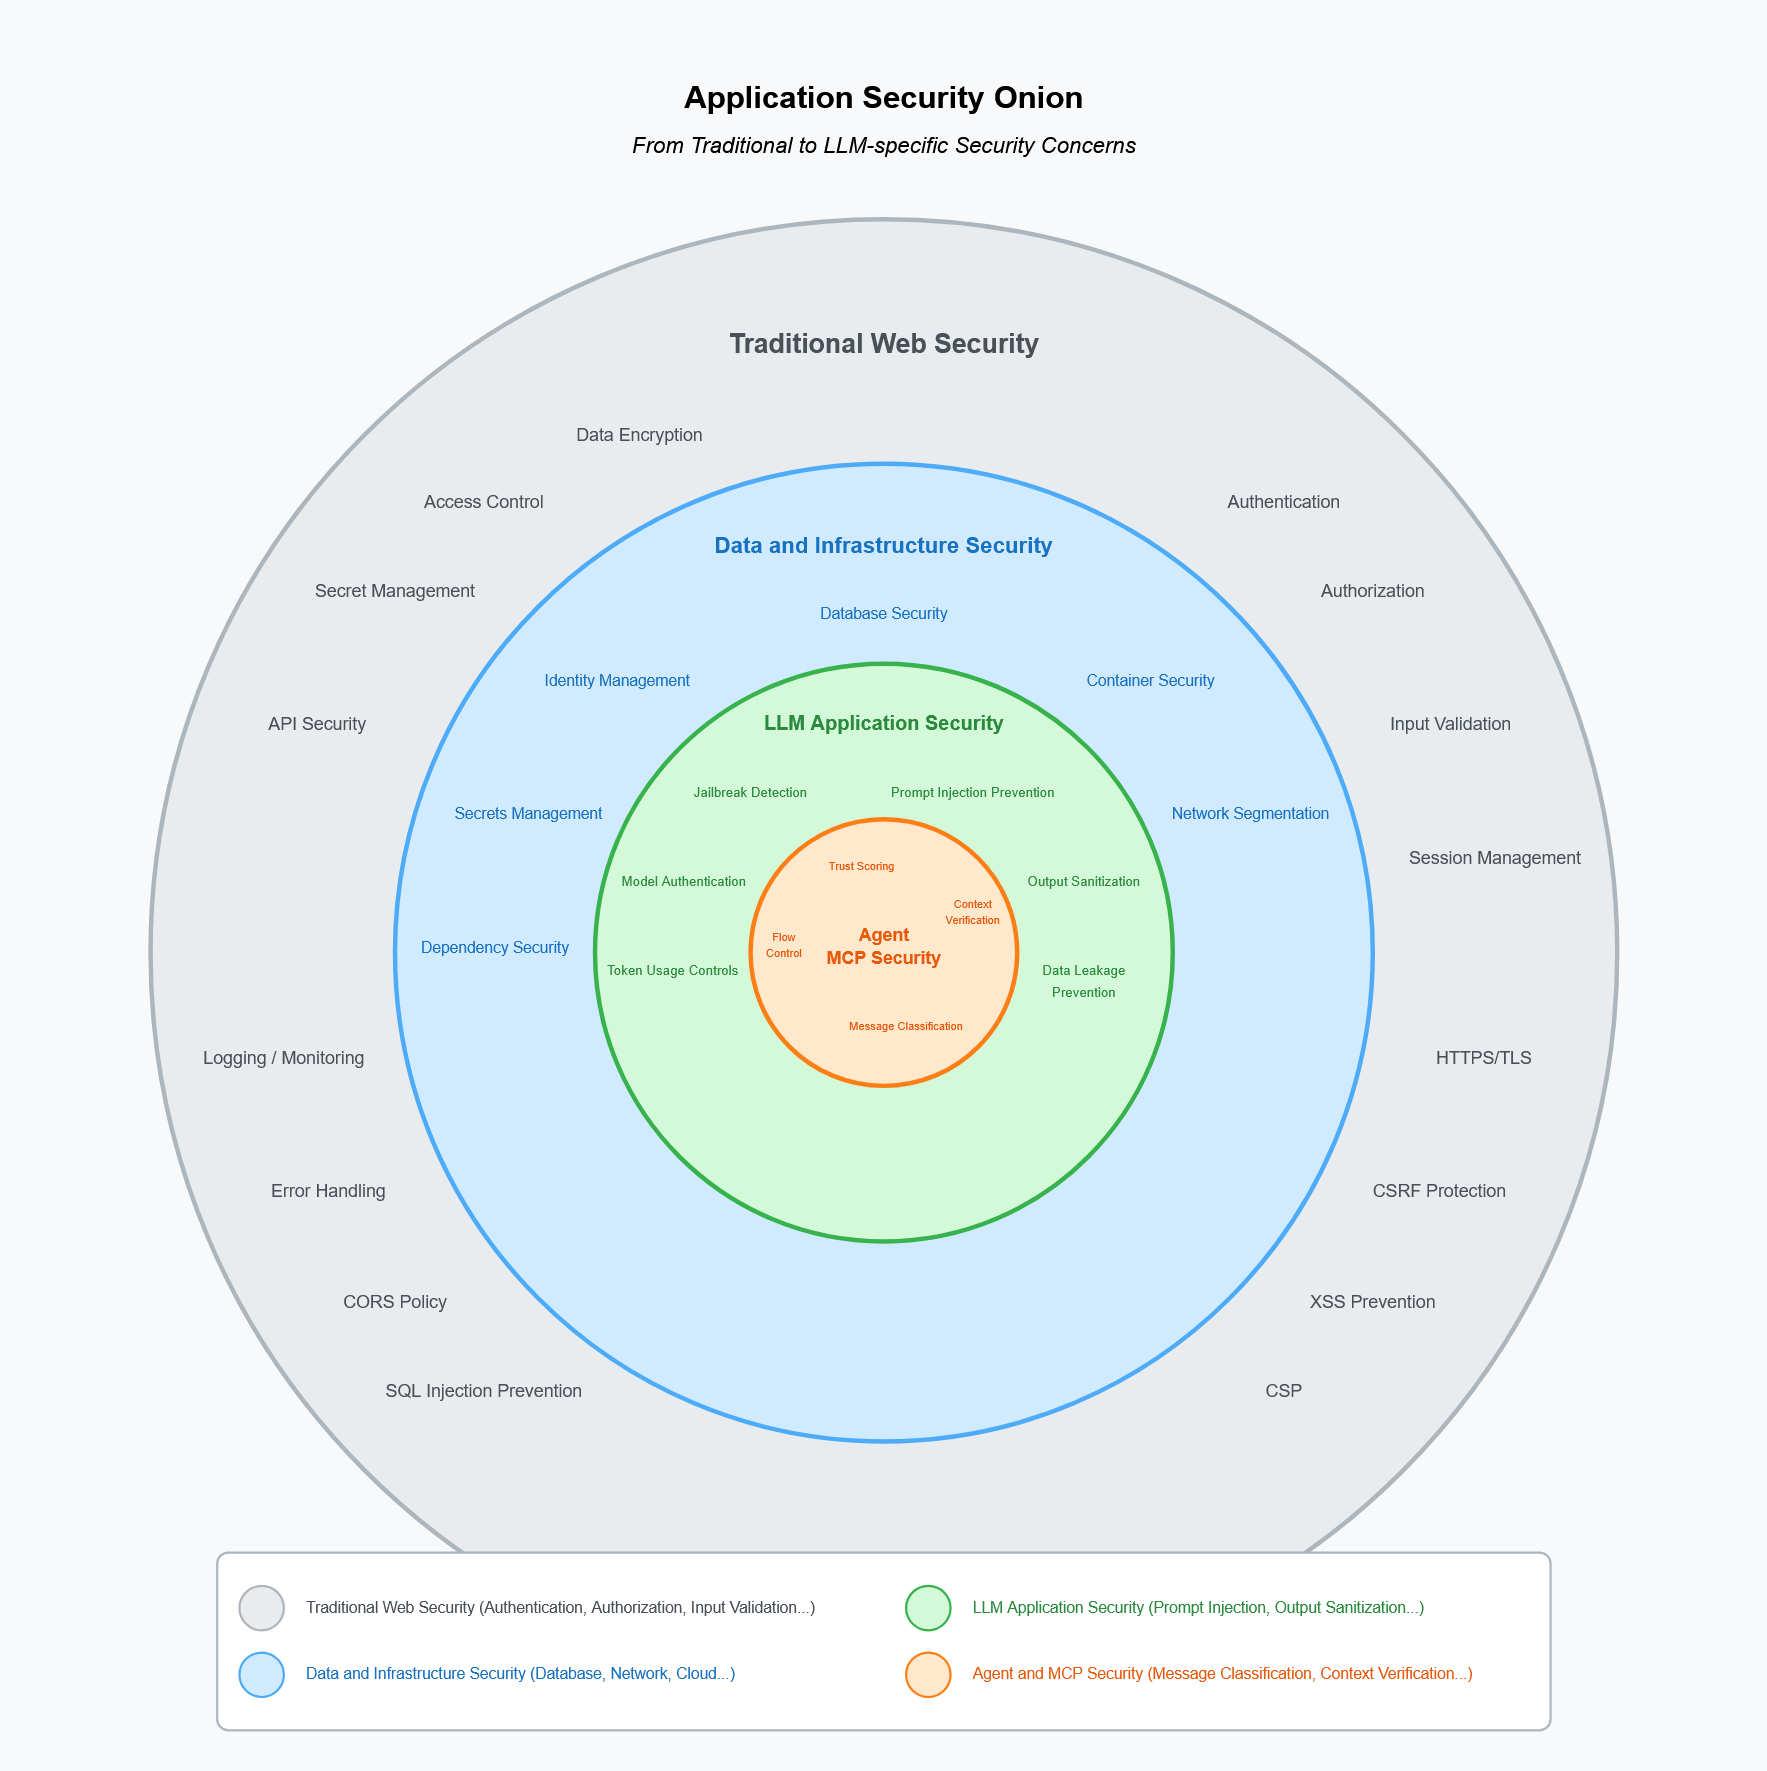 Application Security Onion
From Traditional to LLM-specific Security Concerns
Traditional Web Security
Data Encryption
Access Control
Authentication
Secret Management
Authorization
API Security
Input Validation
Session Management
Logging / Monitoring
HTTPS/TLS
Error Handling
CSRF Protection
CORS Policy
XSS Prevention
SQL Injection Prevention
CSP
Data and Infrastructure Security
Database Security
Identity Management
Container Security
Secrets Management
Network Segmentation
Dependency Security
LLM Application Security
Jailbreak Detection
Prompt Injection Prevention
Model Authentication
Output Sanitization
Token Usage Controls
Data Leakage
Prevention
Trust Scoring
Context
Verification
Flow
Control
Agent
MCP Security
Message Classification
Traditional Web Security (Authentication, Authorization, Input Validation...)
LLM Application Security (Prompt Injection, Output Sanitization...)
Data and Infrastructure Security (Database, Network, Cloud...)
Agent and MCP Security (Message Classification, Context Verification...)